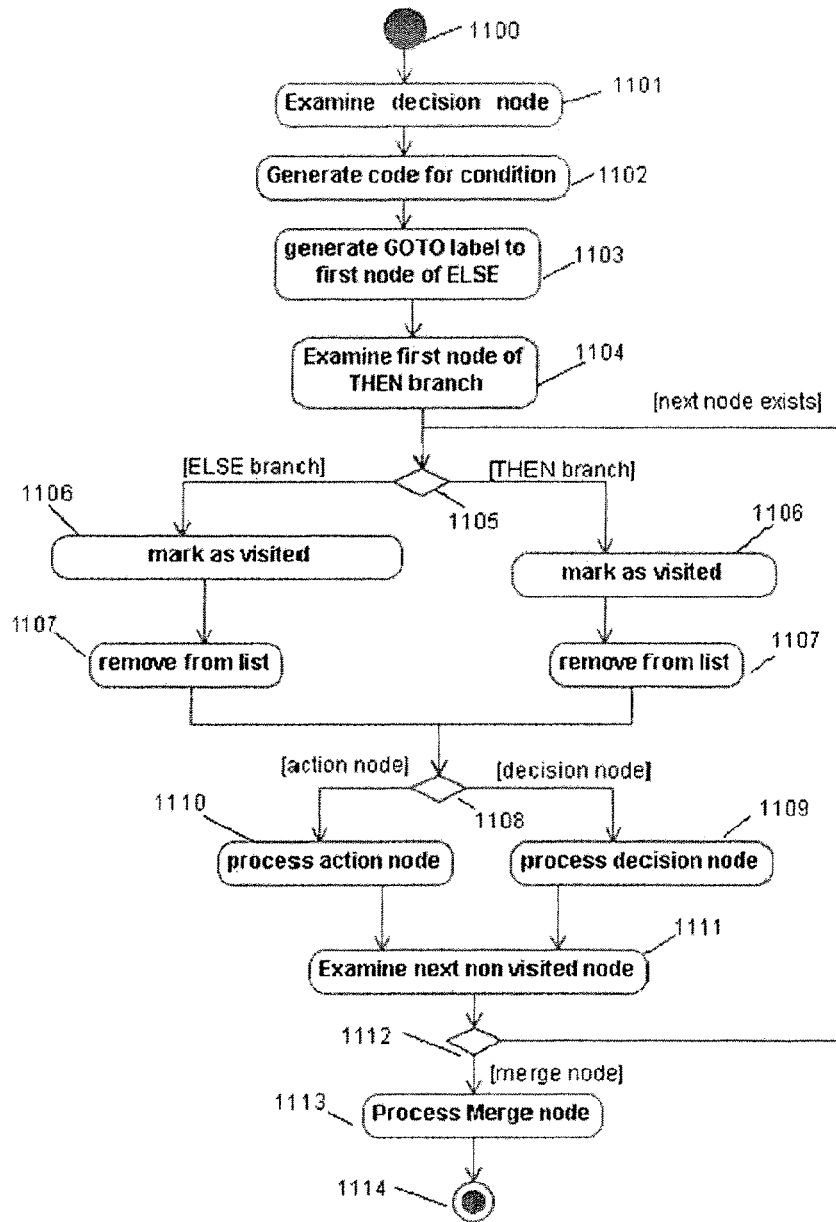 1100
Examine decision node
1101
Generate code for condition
1102
generate GOTO label to
first node of ELSE
1103
Examine first node of
THEN branch
1104
[next node exists]
[ELSE branch]
[THEN branch]
1105
1106
mark as visited
1106
mark as visited
1107
remove from list
remove from list
1107
[action node]
[decision node]
1108
1110
process action node
1109
process decision node
1111
Examine next non visited node
1112
[merge node]
1113
Process Merge node
1114